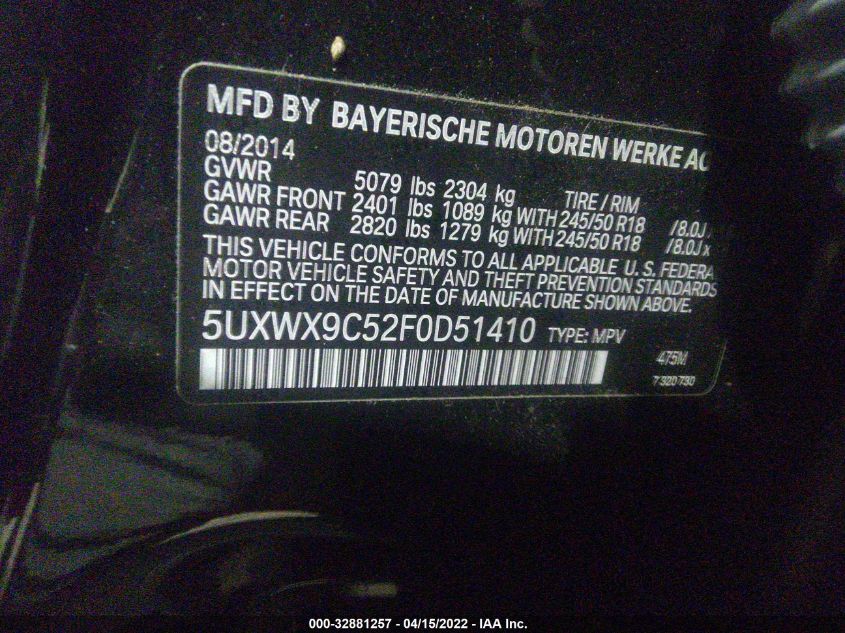 MFD BY BAYERISCHE MOTOREN WERKE AG
08/2014
GVWR 5079 lbs 2304 kg TIRE / RIM
GAWR FRONT 2401 lbs 1089 kg WITH 245/50 R18 /8.0J
GAWR REAR 2820 lbs 1279 kg WITH 245/50 R18 /8.0J x
THIS VEHICLE CONFORMS TO ALL APPLICABLE U. S. FEDERA
MOTOR VEHICLE SAFETY AND THEFT PREVENTION STANDARDS
IN EFFECT ON THE DATE OF MANUFACTURE SHOWN ABOVE.
5UXWX9C52F0D51410 TYPE: MPV
475M
7 320 730
000-32881257 - 04/15/2022 - IAA Inc.